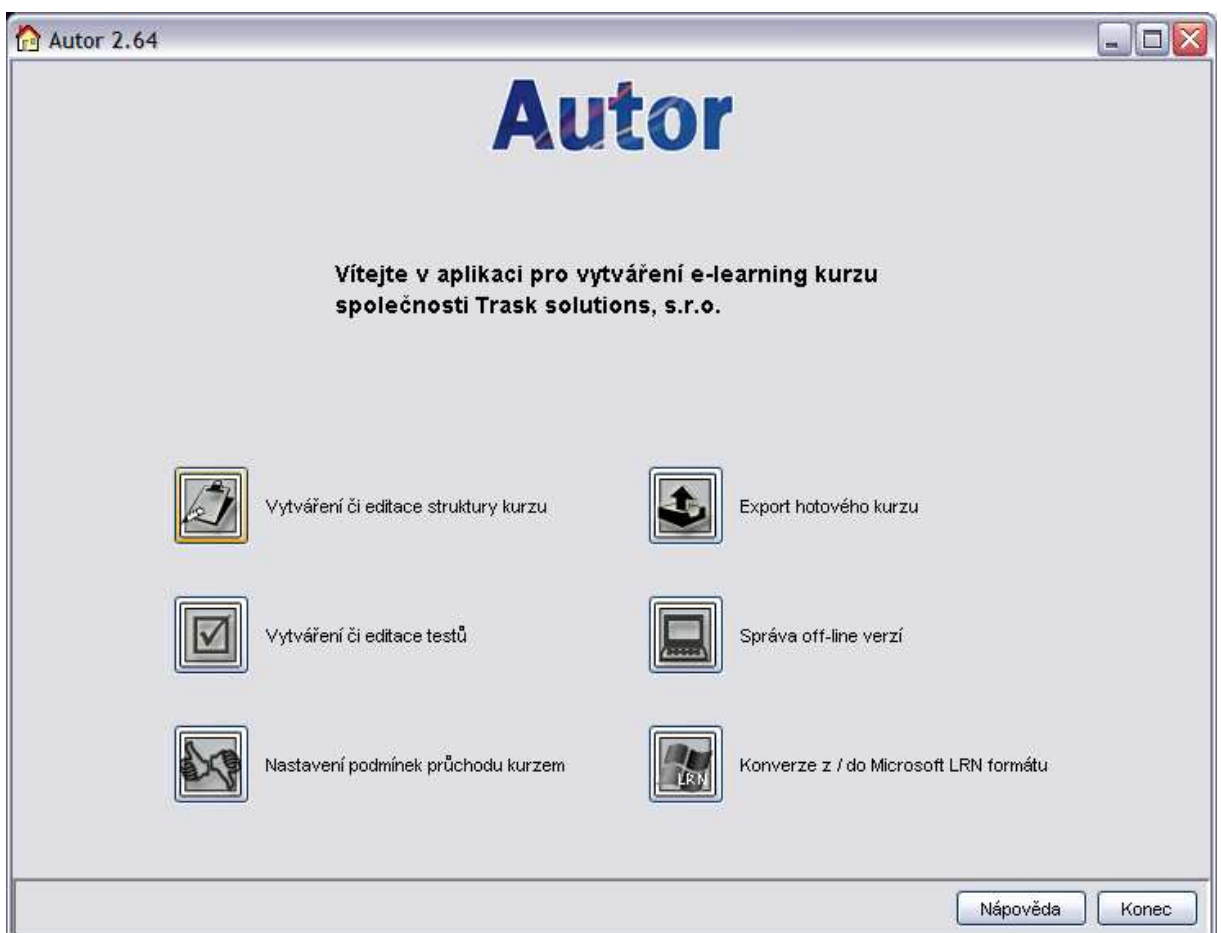 Autor 2.64
Autor
Vítejte v aplikaci pro vytváření e-learning kurzu
společnosti Trask solutions, s.r.o.
Vytváření či editace struktury kurzu
Export hotového kurzu
Vytváření či editace testů
Správa off-line verzí
Nastavení podmínek průchodu kurzem
LRN
Konverze z / do Microsoft LRN formátu
Nápověda
Konec